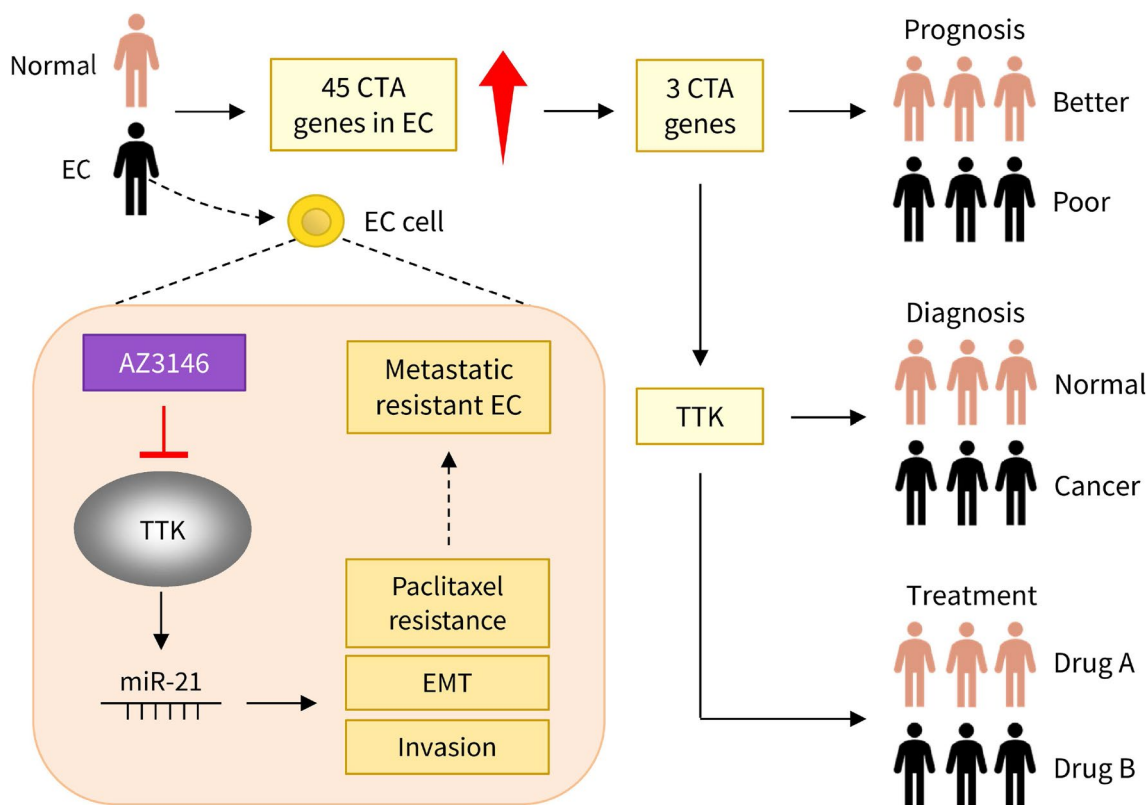 Normal
EC
45 CTA
genes in EC
3 CTA
genes
Prognosis
Better
Poor
EC cell
AZ3146
TTK
miR-21
Metastatic
resistant EC
Paclitaxel
resistance
EMT
Invasion
TTK
Diagnosis
Normal
Cancer
Treatment
Drug A
Drug B